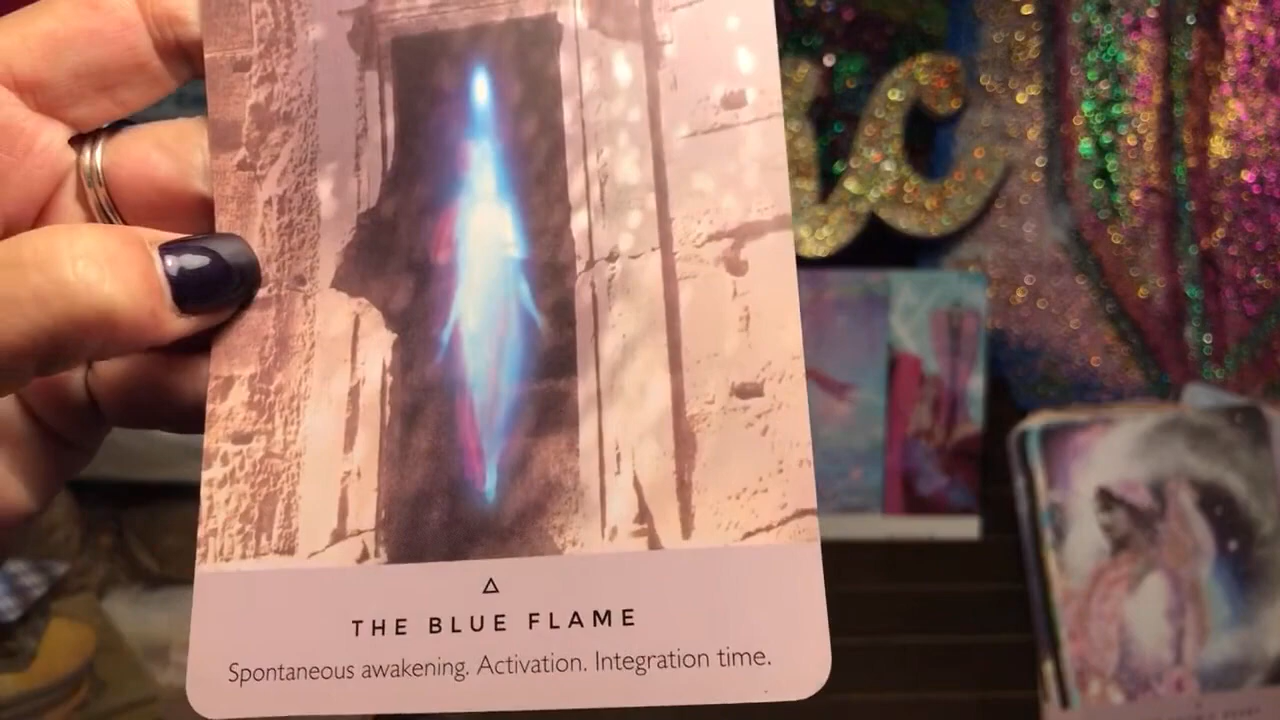 THE BLUE FLAME
Spontaneous awakening. Activation. Integration time.